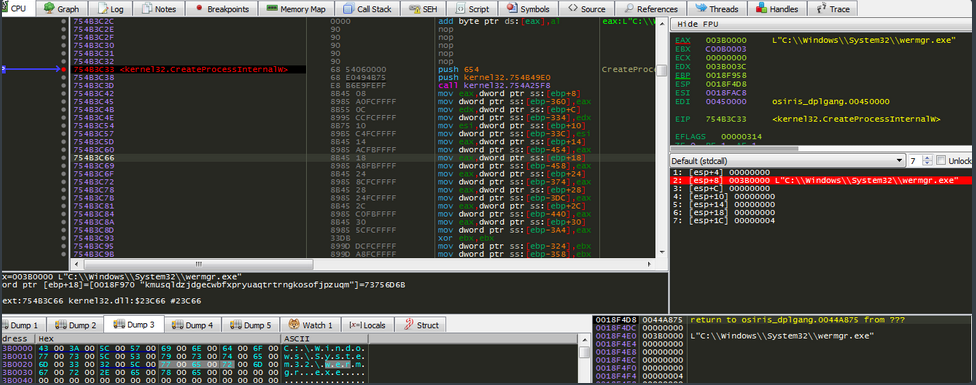 CPU Graph Log Notes Breakpoints Memory Map Call Stack SEH Script Symbols Source References Threads Handles Trace
754B3C2C 0000 add byte ptr ds:[eax],al eax:L"C:\\Windows\\S
754B3C2E 90 nop
754B3C2F 90 nop
754B3C30 90 nop
754B3C31 90 nop
754B3C32 90 nop
754B3C33 <kernel32.CreateProcessInternalW> 68 54060000 push 654 CreateProce
754B3C38 68 E0494B75 push kernel32.754B49E0
754B3C3D E8 B6E9FEFF call kernel32.754A25F8
8B45 08 mov eax,dword ptr ss:[ebp+8]
8985 A0FCFFFF mov dword ptr ss:[ebp-360],eax
8B55 0C mov edx,dword ptr ss:[ebp+C]
8995 CCFCFFFF mov dword ptr ss:[ebp-334],edx
754B3C54 8B75 10 mov esi,dword ptr ss:[ebp+10]
89B5 C4FCFFFF mov dword ptr ss:[ebp-33C],esi
8B45 14 mov eax,dword ptr ss:[ebp+14]
754B3C60 8985 ACFBFFFF mov dword ptr ss:[ebp-454],eax
754B3C66 8B45 18 mov eax,dword ptr ss:[ebp+18]
754B3C69 8985 A8FBFFFF mov dword ptr ss:[ebp-458],eax
8B45 24 mov eax,dword ptr ss:[ebp+24]
754B3C72 8985 8CFCFFFF mov dword ptr ss:[ebp-374],eax
754B3C78 8B45 28 mov eax,dword ptr ss:[ebp+28]
8985 24FCFFFF mov dword ptr ss:[ebp-3DC],eax
754B3C81 8B45 2C mov eax,dword ptr ss:[ebp+2C]
754B3C84 8985 C0FBFFFF mov dword ptr ss:[ebp-440],eax
754B3C8A 8B45 30 mov eax,dword ptr ss:[ebp+30]
754B3C8D 8985 5CFCFFFF mov dword ptr ss:[ebp-3A4],eax
754B3C93 33DB xor ebx,ebx
754B3C95 899D DCFCFFFF mov dword ptr ss:[ebp-324],ebx
899D A8FCFFFF mov dword ptr ss:[ebp-358],ebx
Hide FPU
EAX 003B0000 L"C:\\Windows\\System32\\wermgr.exe"
EBX C00B0003
ECX 00000000
EDX 003B003C
EBP 0018F958
ESP 0018F4D8
ESI 0018FAC8
EDI 00450000 osiris_dplgang.00450000
EIP 754B3C33 <kernel32.CreateProcessInternalW>
EFLAGS 00000314
Default (stdcall) 7 Unlock
1: [esp+4] 00000000
2: [esp+8] 003B0000 L"C:\\Windows\\System32\\wermgr.exe"
3: [esp+C] 00000000
4: [esp+10] 00000000
5: [esp+14] 00000000
6: [esp+18] 00000000
7: [esp+1C] 00000004
x=003B0000 L"C:\\Windows\\System32\\wermgr.exe"
ord ptr [ebp+18]=[0018F970 "kmusqldzjdgecwbfxpryuaqtrtrngkosofjpzuqm"]=73756D6B
ext:754B3C66 kernel32.dll:$23C66 #23C66
Dump 1 Dump 2 Dump 3 Dump 4 Dump 5 Watch 1 [x=] Locals Struct
dress Hex ASCII
3B0000 43 00 3A 00 5C 00 57 00 69 00 6E 00 64 00 6F 00 C.:.\.W.i.n.d.o.
3B0010 77 00 73 00 5C 00 53 00 79 00 73 00 74 00 65 00 w.s.\.S.y.s.t.e.
3B0020 6D 00 33 00 32 00 5C 00 77 00 65 00 72 00 6D 00 m.3.2.\.w.e.r.m.
3B0030 67 00 72 00 2E 00 65 00 78 00 65 00 00 00 00 00 g.r...e.x.e.....
0018F4D8 0044A875 return to osiris_dplgang.0044A875 from ???
0018F4DC 00000000
0018F4E0 003B0000 L"C:\\Windows\\System32\\wermgr.exe"
0018F4E4 00000000
0018F4E8 00000000
0018F4EC 00000000
0018F4F0 00000000
0018F4F4 00000004
0018F4F8 00000000